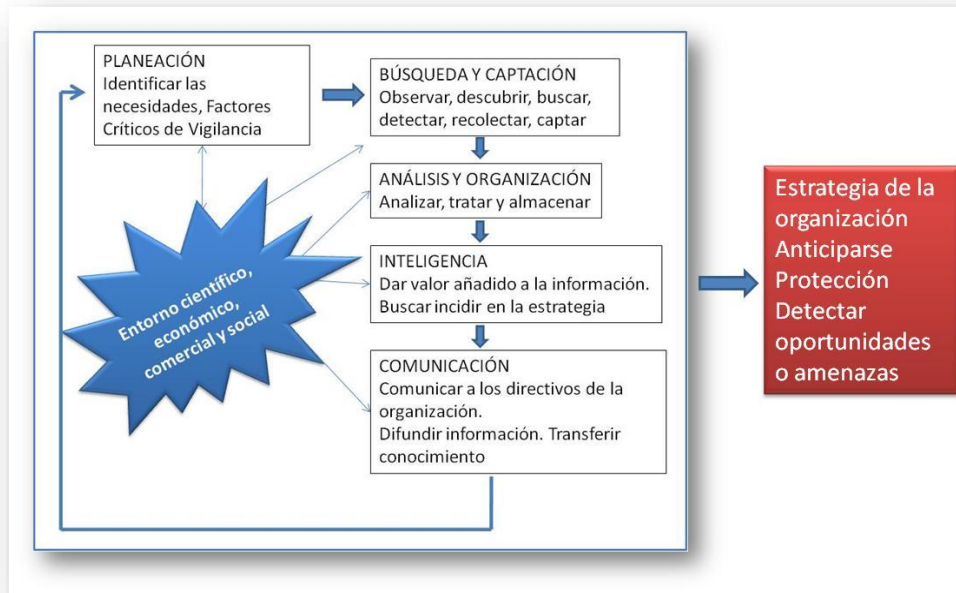 PLANEACIÓN
Identificar las
necesidades, Factores
Críticos de Vigilancia
BÚSQUEDA Y CAPTACIÓN
Observar, descubrir, buscar,
detectar, recolectar, captar
ANÁLISIS Y ORGANIZACIÓN
Analizar, tratar y almacenar
INTELIGENCIA
Dar valor añadido a la información.
Buscar incidir en la estrategia
COMUNICACIÓN
Comunicar a los directivos de la
organización.
Difundir información. Transferir
conocimiento
Entorno científico,
económico,
comercial y social
Estrategia de la
organización
Anticiparse
Protección
Detectar
oportunidades
o amenazas